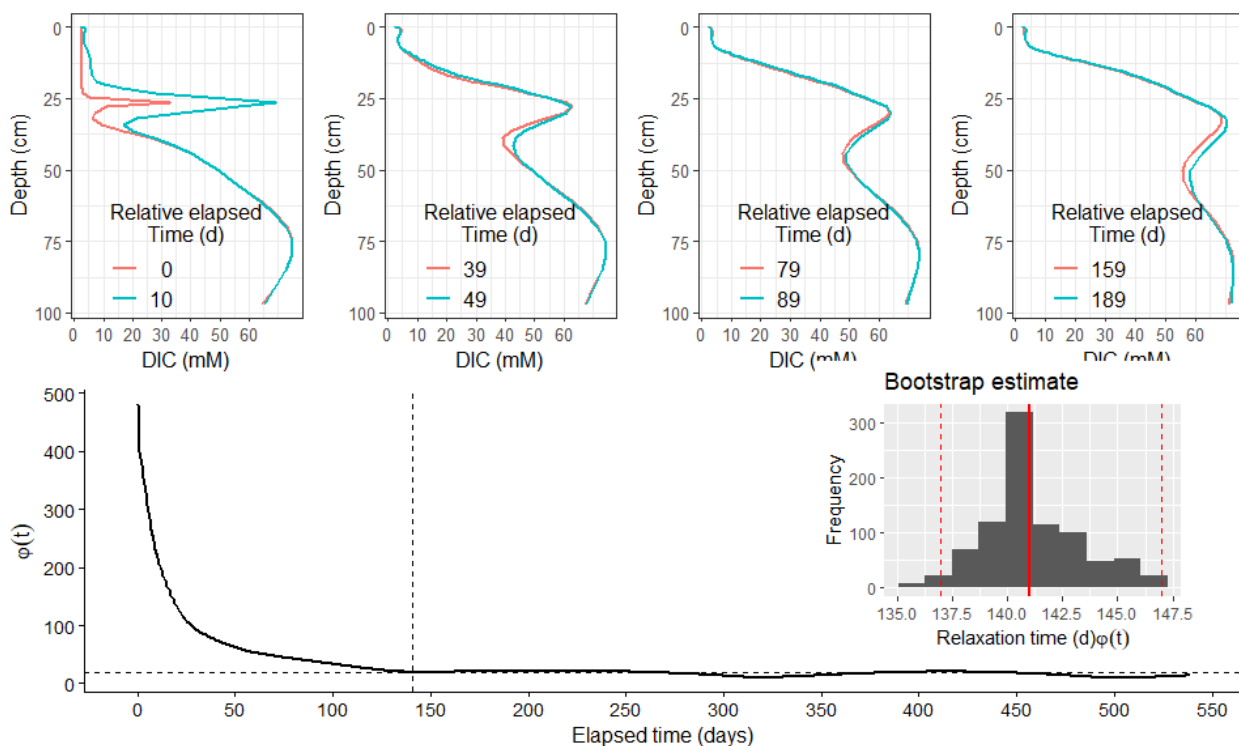 0
25
50
75
100
Depth (cm)
Relative elapsed
Time (d)
0
10
0 10 20 30 40 50 60
DIC (mM)
0
25
50
75
100
Depth (cm)
Relative elapsed
Time (d)
39
49
0 10 20 30 40 50 60
DIC (mM)
0
25
50
75
100
Depth (cm)
Relative elapsed
Time (d)
79
89
0 10 20 30 40 50 60
DIC (mM)
0
25
50
75
100
Depth (cm)
Relative elapsed
Time (d)
159
189
0 10 20 30 40 50 60
DIC (mM)
500
400
300
200
100
0
φ(t)
0 50 100 150 200 250 300 350 400 450 500 550
Elapsed time (days)
Bootstrap estimate
300
200
100
0
Frequency
135.0 137.5 140.0 142.5 145.0 147.5
Relaxation time (d)φ(t)